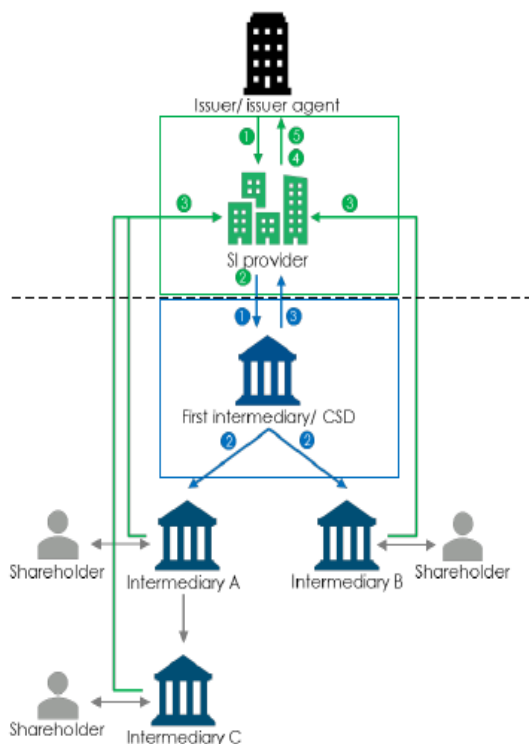 Issuer/ issuer agent
1 5
4
3 3
SI provider
2
1 3
First intermediary/ CSD
2 2
Shareholder Intermediary A Intermediary B Shareholder
Shareholder Intermediary C